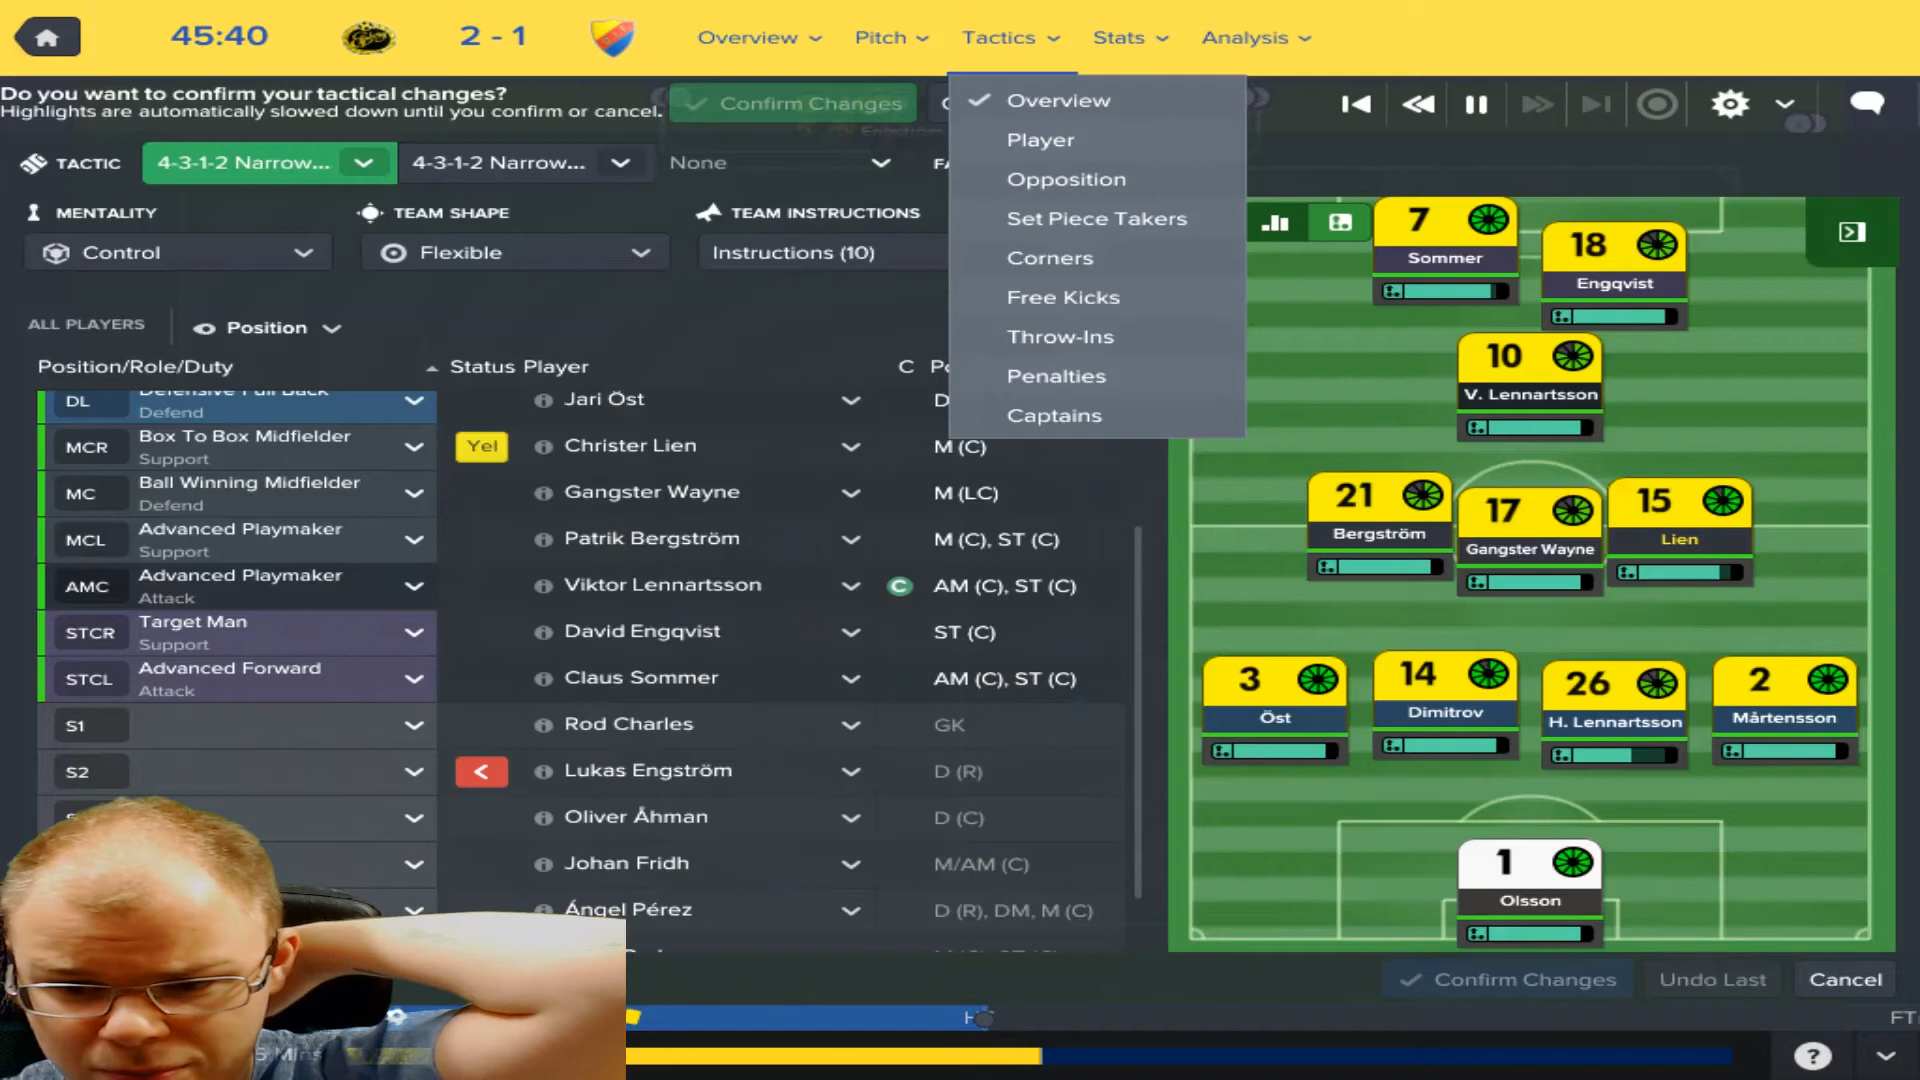 45:40
2 - 1
Overview
Pitch
Tactics
Stats
Analysis
Do you want to confirm your tactical changes?
Highlights are automatically slowed down until you confirm or cancel.
Confirm Changes
Overview
Player
Opposition
Set Piece Takers
Corners
Free Kicks
Throw-Ins
Penalties
Captains
TACTIC
4-3-1-2 Narrow...
4-3-1-2 Narrow...
None
MENTALITY
TEAM SHAPE
TEAM INSTRUCTIONS
Control
Flexible
Instructions (10)
ALL PLAYERS
Position
Position/Role/Duty
Status
Player
C
DL
Defensive Full Back
Defend
Jari Öst
MCR
Box To Box Midfielder
Support
Yel
Christer Lien
M (C)
MC
Ball Winning Midfielder
Defend
Gangster Wayne
M (LC)
MCL
Advanced Playmaker
Support
Patrik Bergström
M (C), ST (C)
AMC
Advanced Playmaker
Attack
Viktor Lennartsson
C
AM (C), ST (C)
STCR
Target Man
Support
David Engqvist
ST (C)
STCL
Advanced Forward
Attack
Claus Sommer
AM (C), ST (C)
S1
Rod Charles
GK
S2
Lukas Engström
D (R)
Oliver Åhman
D (C)
Johan Fridh
M/AM (C)
Ángel Pérez
D (R), DM, M (C)
7
Sommer
18
Engqvist
10
V. Lennartsson
21
Bergström
17
Gangster Wayne
15
Lien
3
Öst
14
Dimitrov
26
H. Lennartsson
2
Mårtensson
1
Olsson
Confirm Changes
Undo Last
Cancel
FT
Mins
?